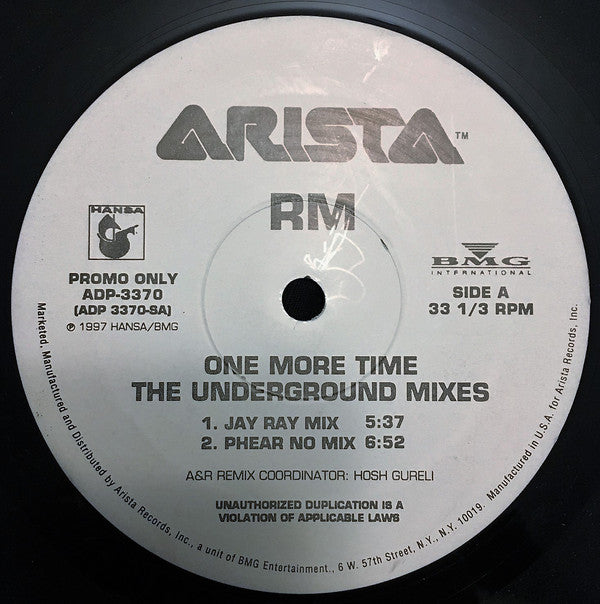 ARISTA™
RM
HANSA
BMG
INTERNATIONAL
PROMO ONLY
ADP-3370
(ADP 3370-SA)
℗ 1997 HANSA/BMG
SIDE A
33 1/3 RPM
ONE MORE TIME
THE UNDERGROUND MIXES
1. JAY RAY MIX 5:37
2. PHEAR NO MIX 6:52
A&R REMIX COORDINATOR: HOSH GURELI
UNAUTHORIZED DUPLICATION IS A
VIOLATION OF APPLICABLE LAWS
Marketed, Manufactured and Distributed by Arista Records, Inc., a unit of BMG Entertainment., 6 W. 57th Street, N.Y., N.Y. 10019. Manufactured in U.S.A. for Arista Records, Inc.